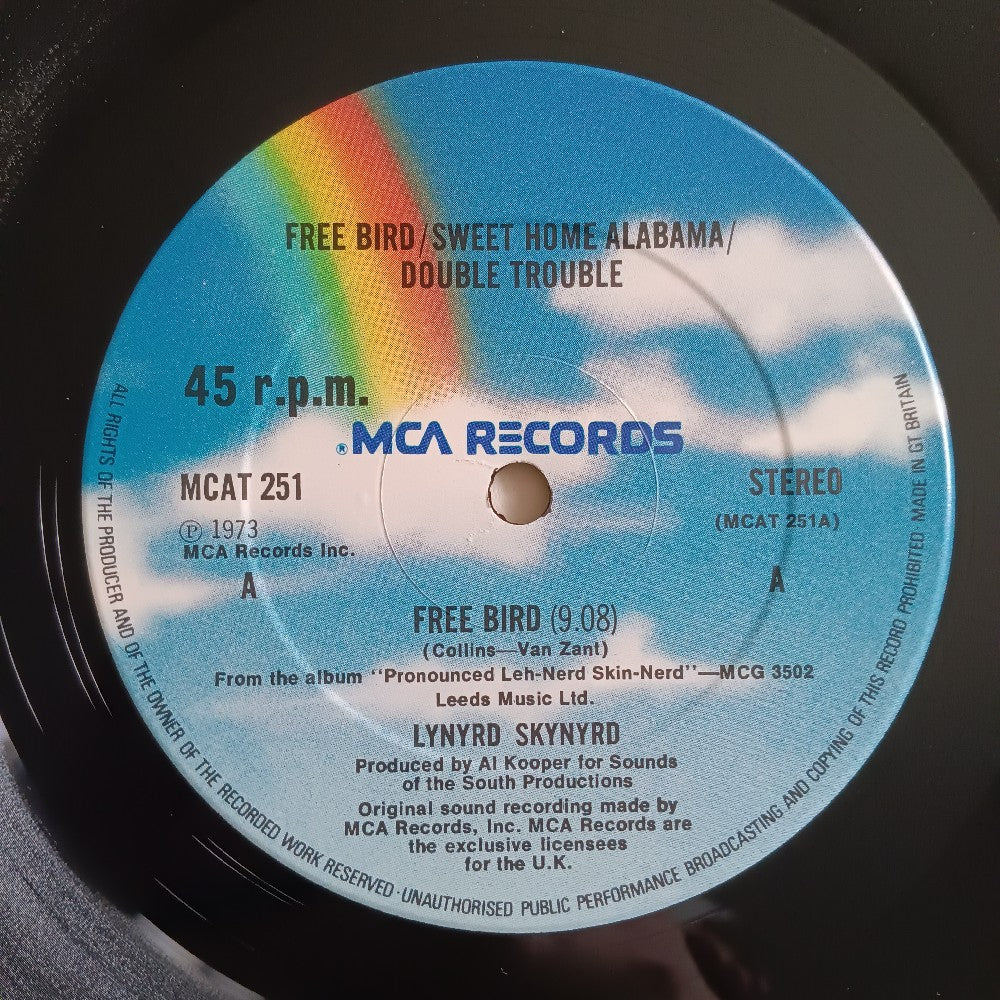 FREE BIRD/SWEET HOME ALABAMA/
DOUBLE TROUBLE
45 r.p.m.
® MCA RECORDS
MCAT 251
STEREO
℗ 1973
(MCAT 251A)
MCA Records Inc.
A
A
FREE BIRD (9.08)
(Collins—Van Zant)
From the album "Pronounced Leh-Nerd Skin-Nerd"—MCG 3502
Leeds Music Ltd.
LYNYRD SKYNYRD
Produced by Al Kooper for Sounds
of the South Productions
Original sound recording made by
MCA Records, Inc. MCA Records are
the exclusive licensees
for the U.K.
ALL RIGHTS OF THE PRODUCER AND OF THE OWNER OF THE RECORDED WORK RESERVED · UNAUTHORISED PUBLIC PERFORMANCE BROADCASTING AND COPYING OF THIS RECORD PROHIBITED MADE IN GT BRITAIN